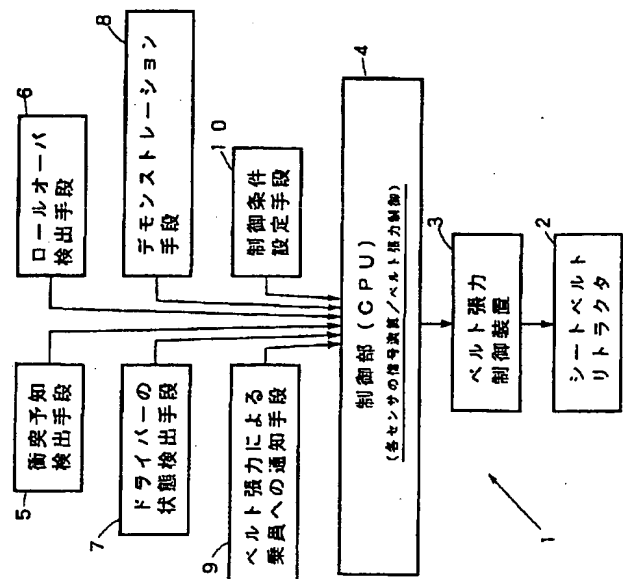 5
衝突予知
検出手段
6
ロールオーバ
検出手段
7
ドライバーの
状態検出手段
8
デモンストレーション
手段
9
ベルト張力による
乗員への通知手段
10
制御条件
設定手段
4
制御部(CPU)
(各センサの信号演算/ベルト張力制御)
3
ベルト張力
制御装置
2
シートベルト
リトラクタ
1